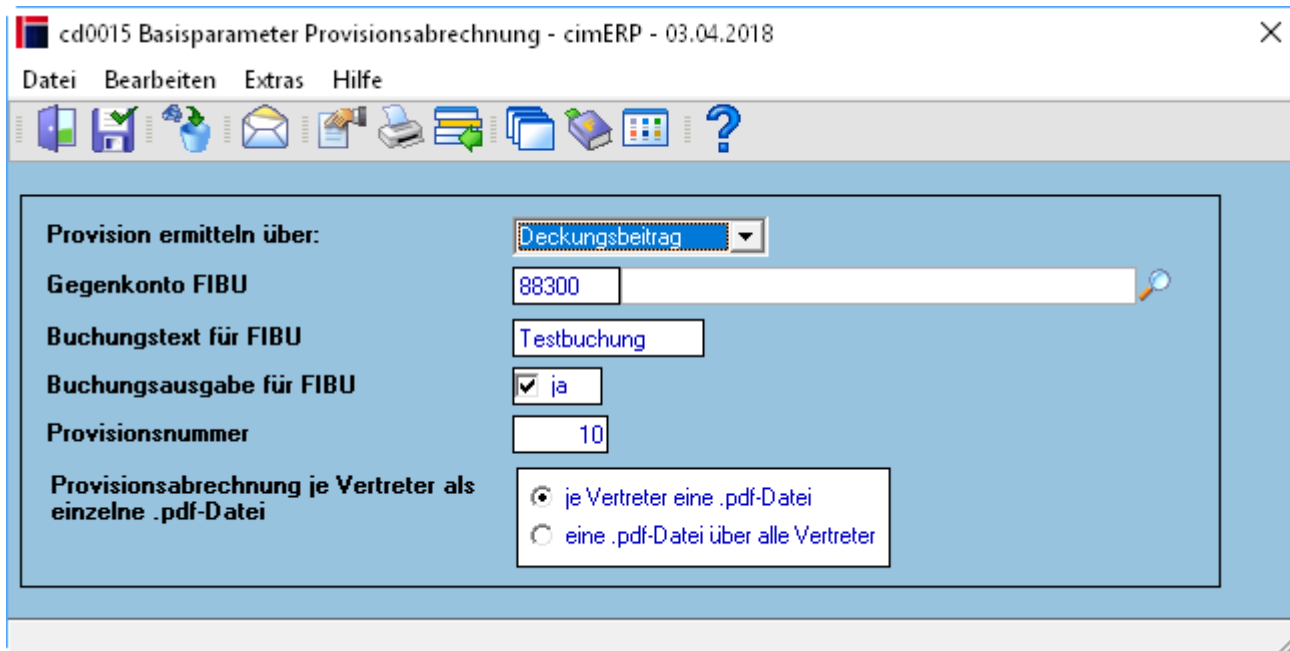 cd0015 Basisparameter Provisionsabrechnung - cimERP - 03.04.2018
Datei Bearbeiten Extras Hilfe
Provision ermitteln über: Deckungsbeitrag
Gegenkonto FIBU 88300
Buchungstext für FIBU Testbuchung
Buchungsausgabe für FIBU ja
Provisionsnummer 10
Provisionsabrechnung je Vertreter als
einzelne .pdf-Datei
je Vertreter eine .pdf-Datei
eine .pdf-Datei über alle Vertreter